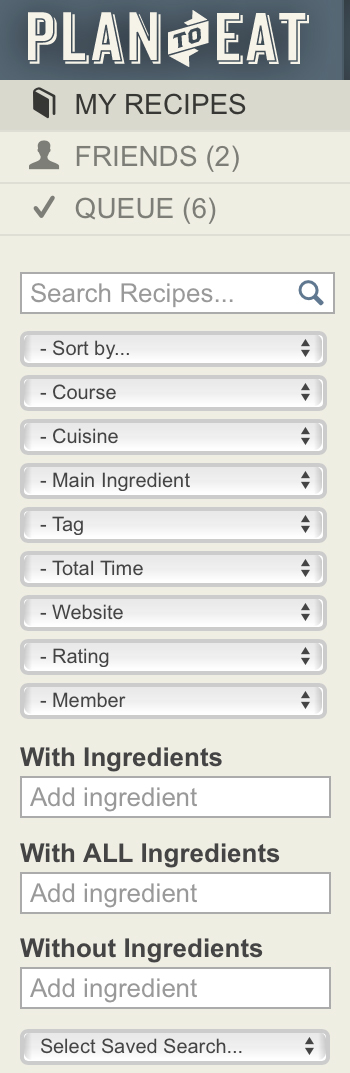 PLAN TO EAT
MY RECIPES
FRIENDS (2)
QUEUE (6)
Search Recipes...
- Sort by...
- Course
- Cuisine
- Main Ingredient
- Tag
- Total Time
- Website
- Rating
- Member
With Ingredients
Add ingredient
With ALL Ingredients
Add ingredient
Without Ingredients
Add ingredient
Select Saved Search...